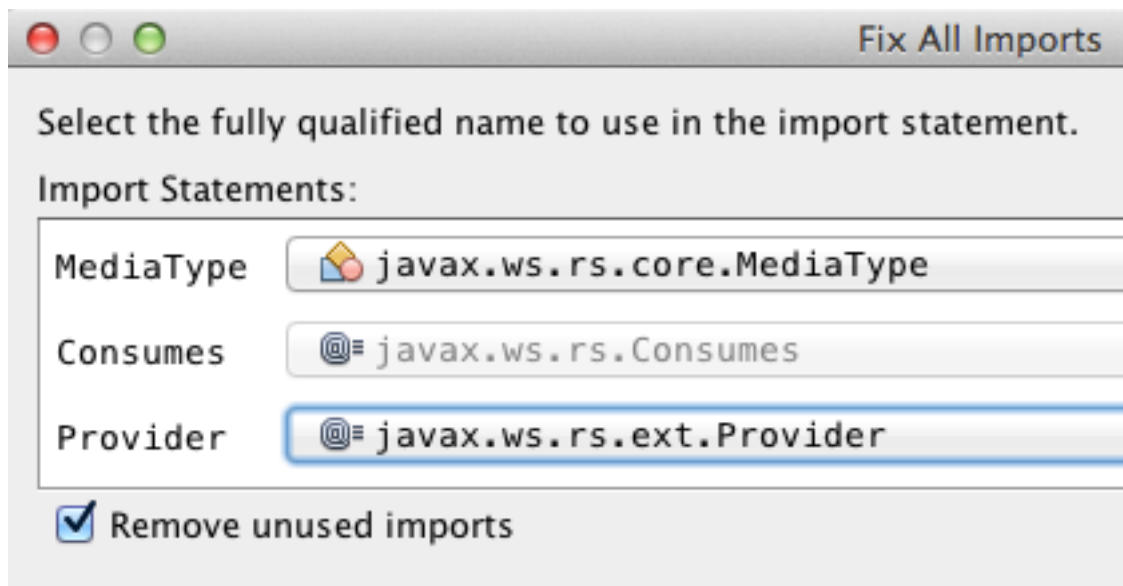 Fix All Imports
Select the fully qualified name to use in the import statement.
Import Statements:
MediaType javax.ws.rs.core.MediaType
Consumes javax.ws.rs.Consumes
Provider javax.ws.rs.ext.Provider
Remove unused imports